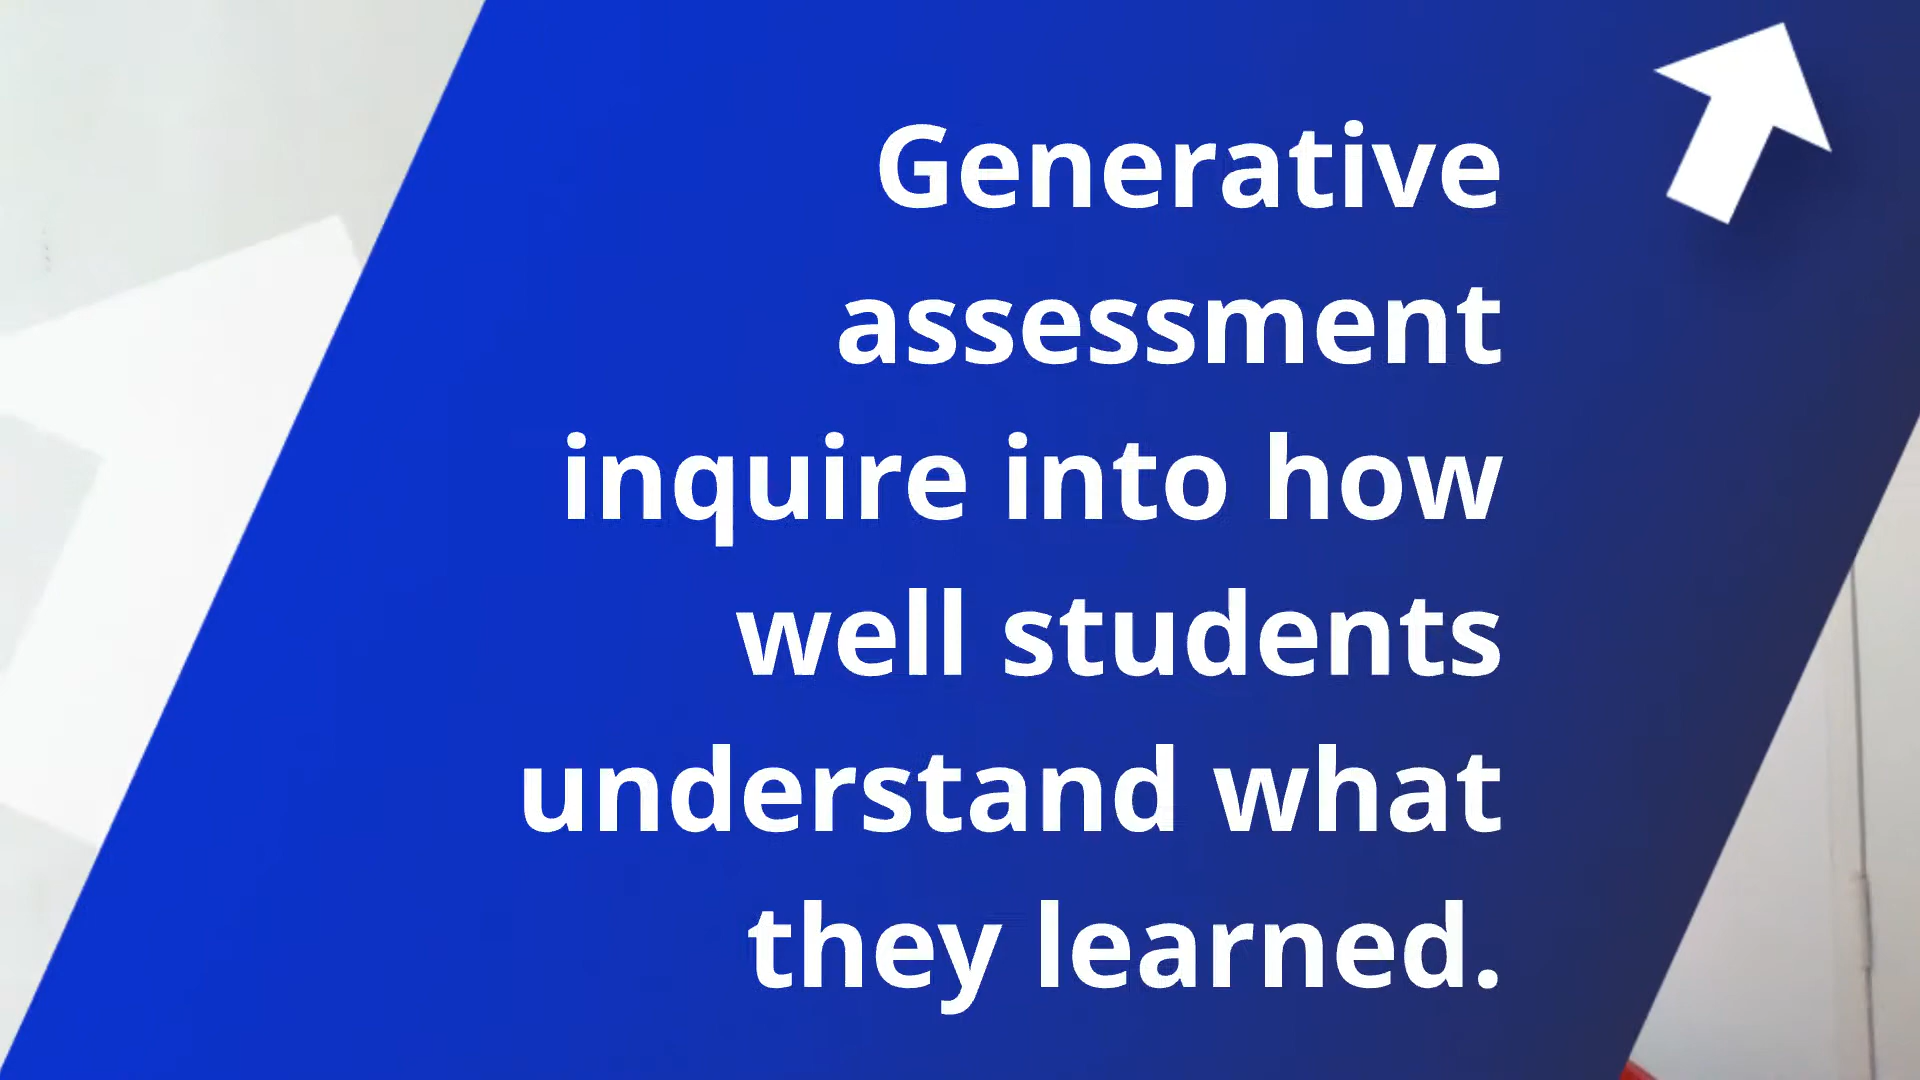 Generative
assessment
inquire into how
well students
understand what
they learned.